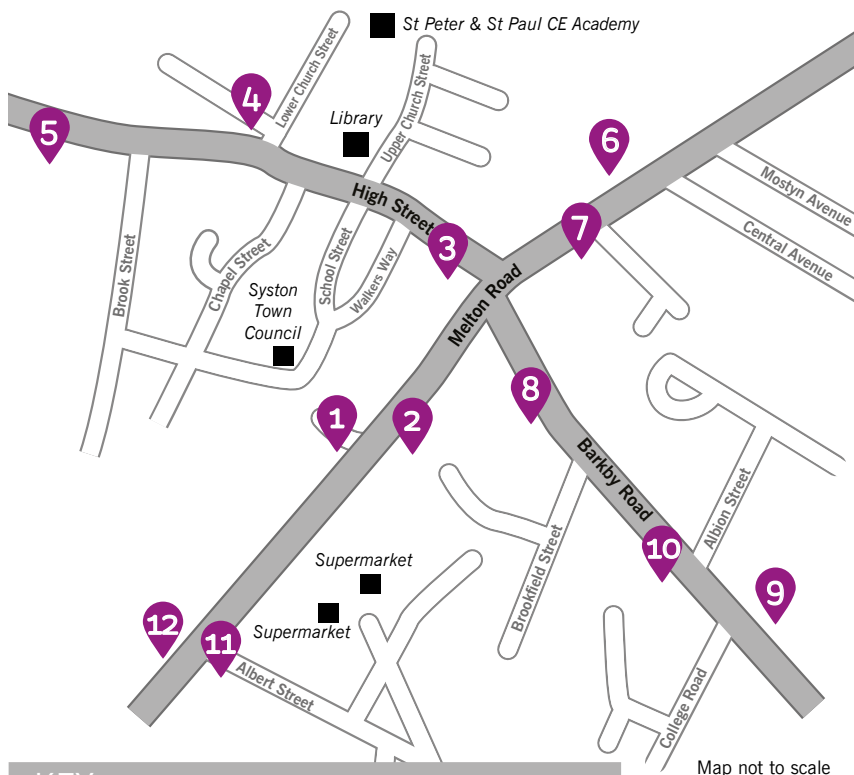 St Peter & St Paul CE Academy
Lower Church Street
Upper Church Street
4
Library
5
6
Mostyn Avenue
High Street
7
Central Avenue
3
School Street
Walkers Way
Chapel Street
Brook Street
Syston
Town
Council
Melton Road
8
1
2
Barkby Road
Albion Street
10
Supermarket
Brookfield Street
9
Supermarket
12
11
Albert Street
College Road
Map not to scale